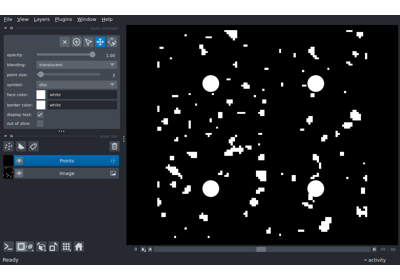 File View Layers Plugins Window Help
opacity: 1.00
blending: translucent
point size:
symbol: disc
face color: white
border color: white
display text:
out of slice:
Points
Image
Ready
activity